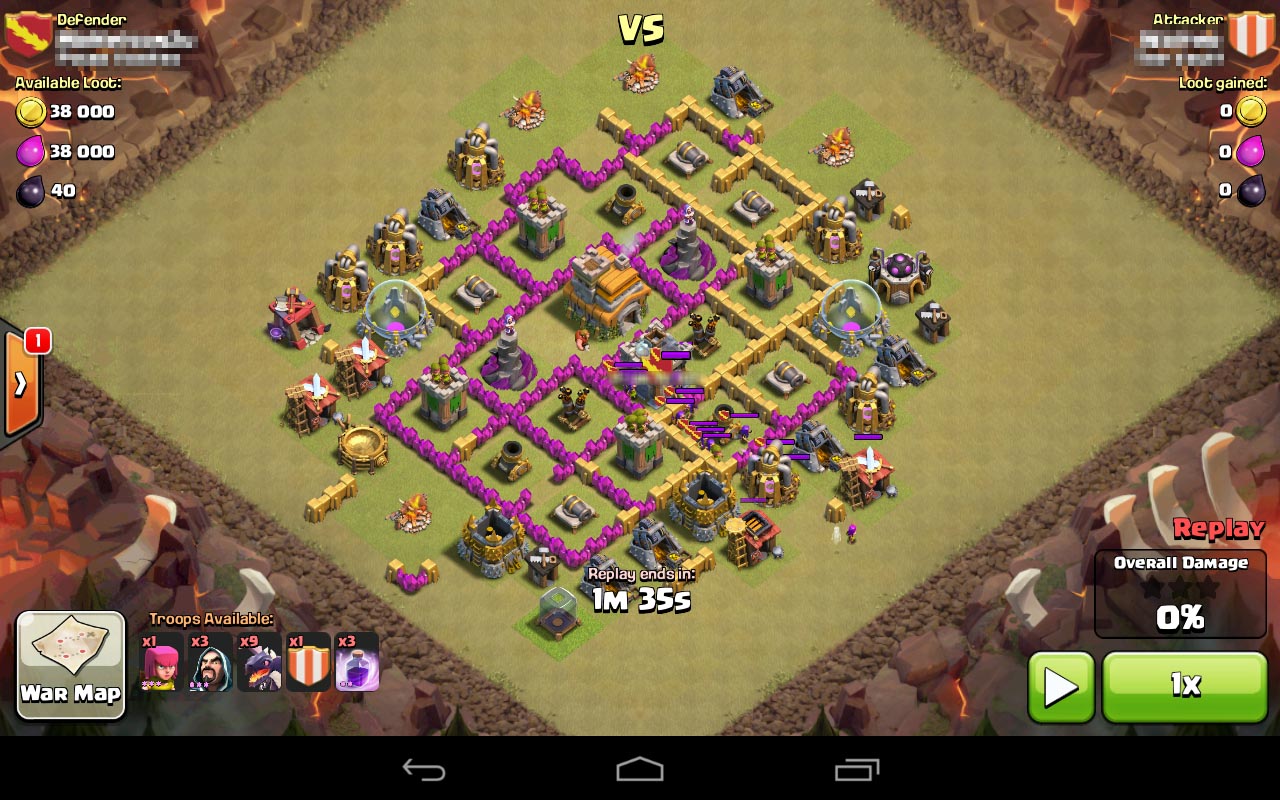 Defender
VS
Attacker
Available Loot:
38 000
38 000
40
Loot gained:
0
0
0
1
Replay
Overall Damage
0%
Replay ends in:
1m 35s
Troops Available:
x1
x3
x9
x1
x3
War Map
1x